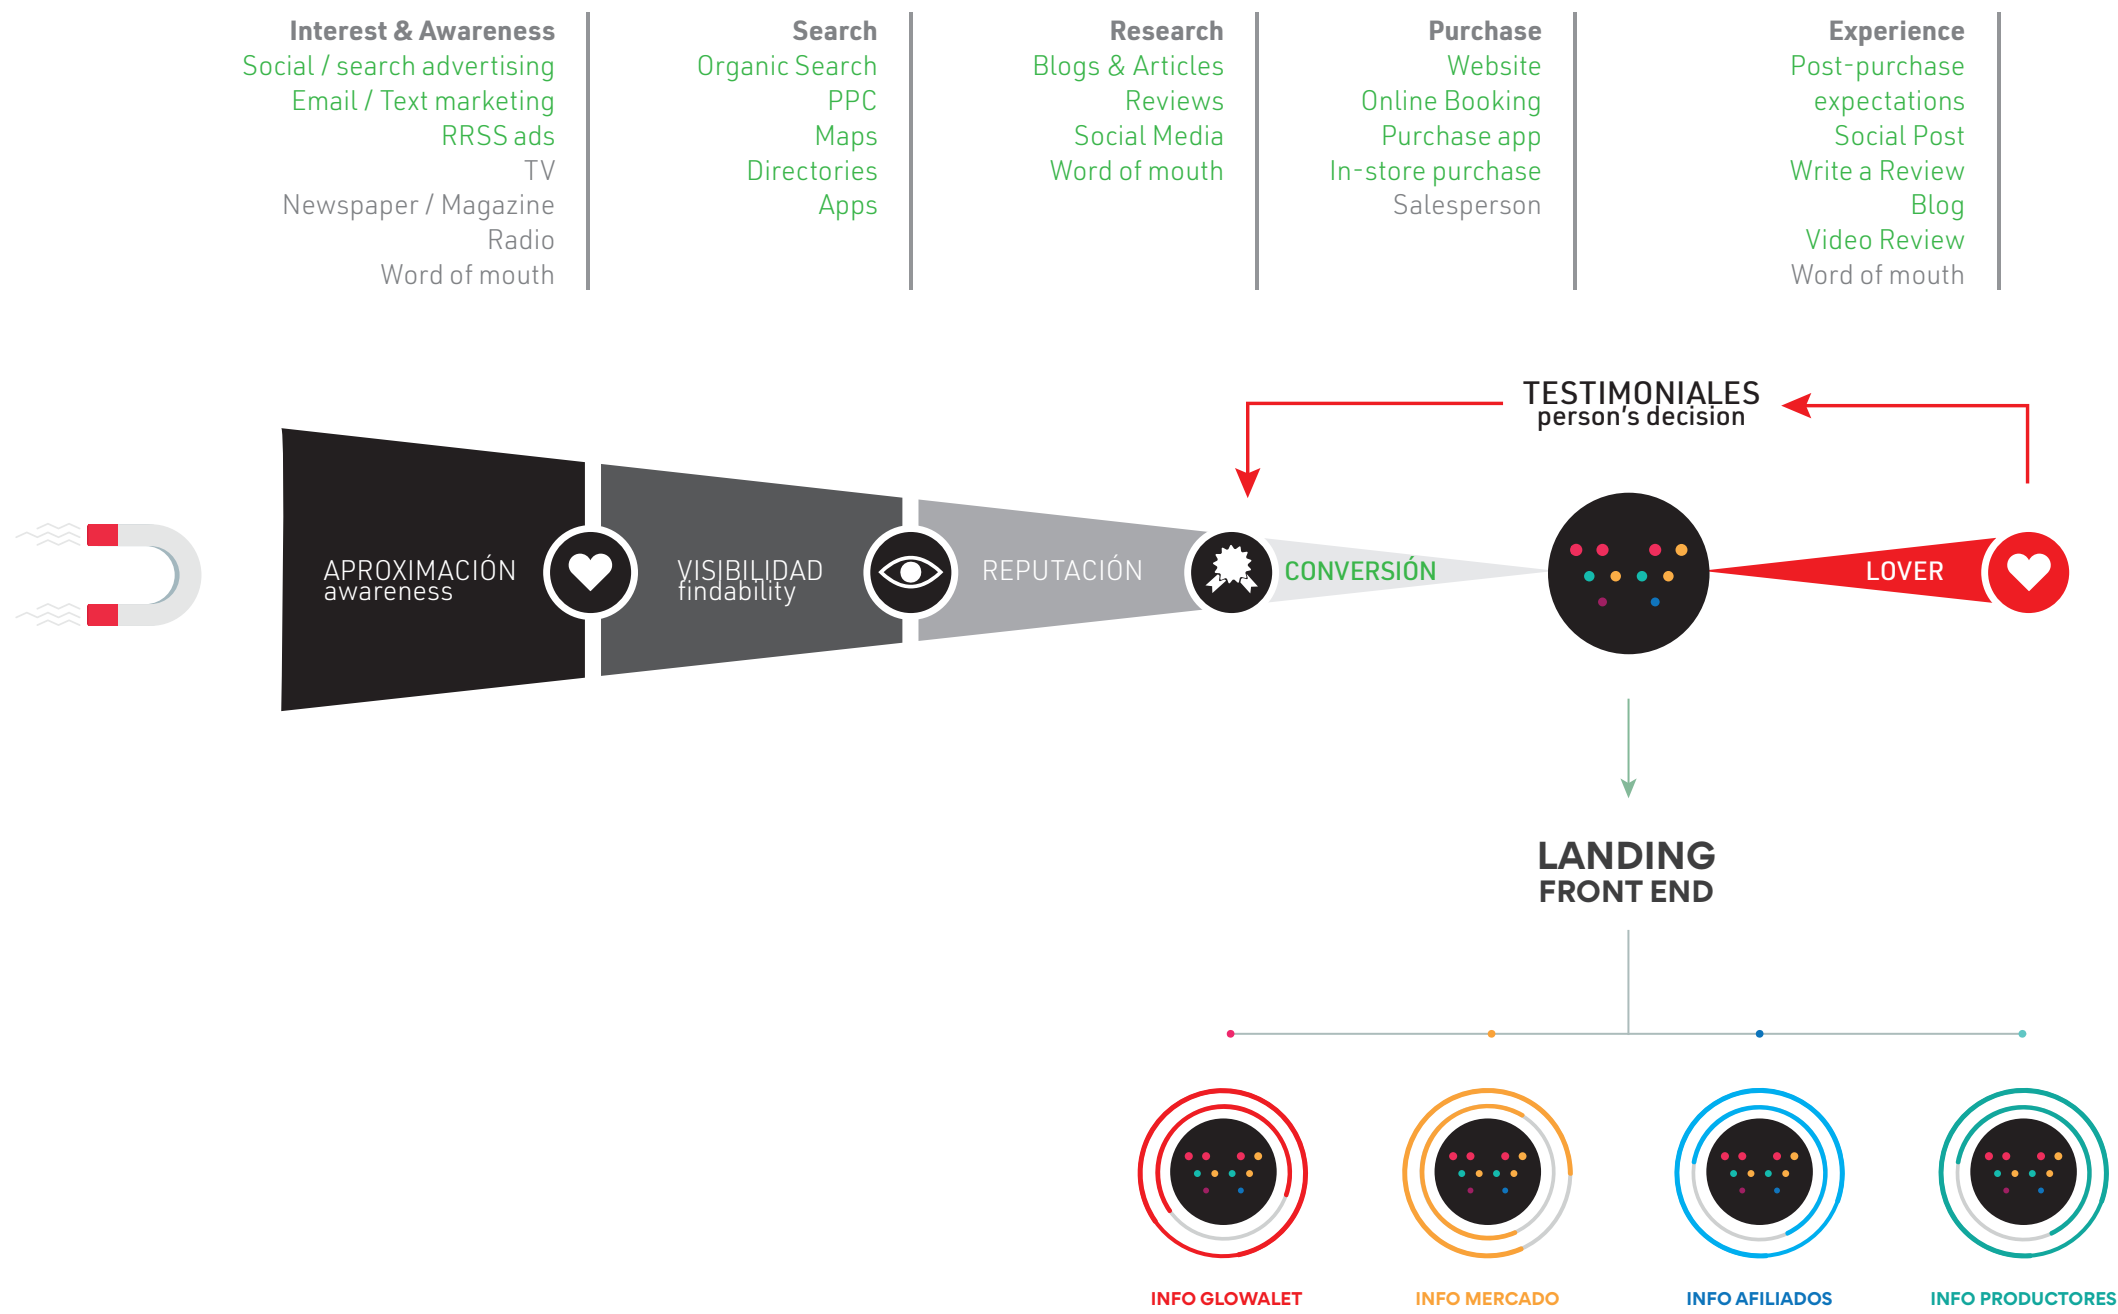 Interest & Awareness
Social / search advertising
Email / Text marketing
RRSS ads
TV
Newspaper / Magazine
Radio
Word of mouth
Search
Organic Search
PPC
Maps
Directories
Apps
Research
Blogs & Articles
Reviews
Social Media
Word of mouth
Purchase
Website
Online Booking
Purchase app
In-store purchase
Salesperson
Experience
Post-purchase
expectations
Social Post
Write a Review
Blog
Video Review
Word of mouth
TESTIMONIALES
person's decision
APROXIMACIÓN
awareness
VISIBILIDAD
findability
REPUTACIÓN
CONVERSIÓN
LOVER
LANDING
FRONT END
INFO GLOWALET
INFO MERCADO
INFO AFILIADOS
INFO PRODUCTORES